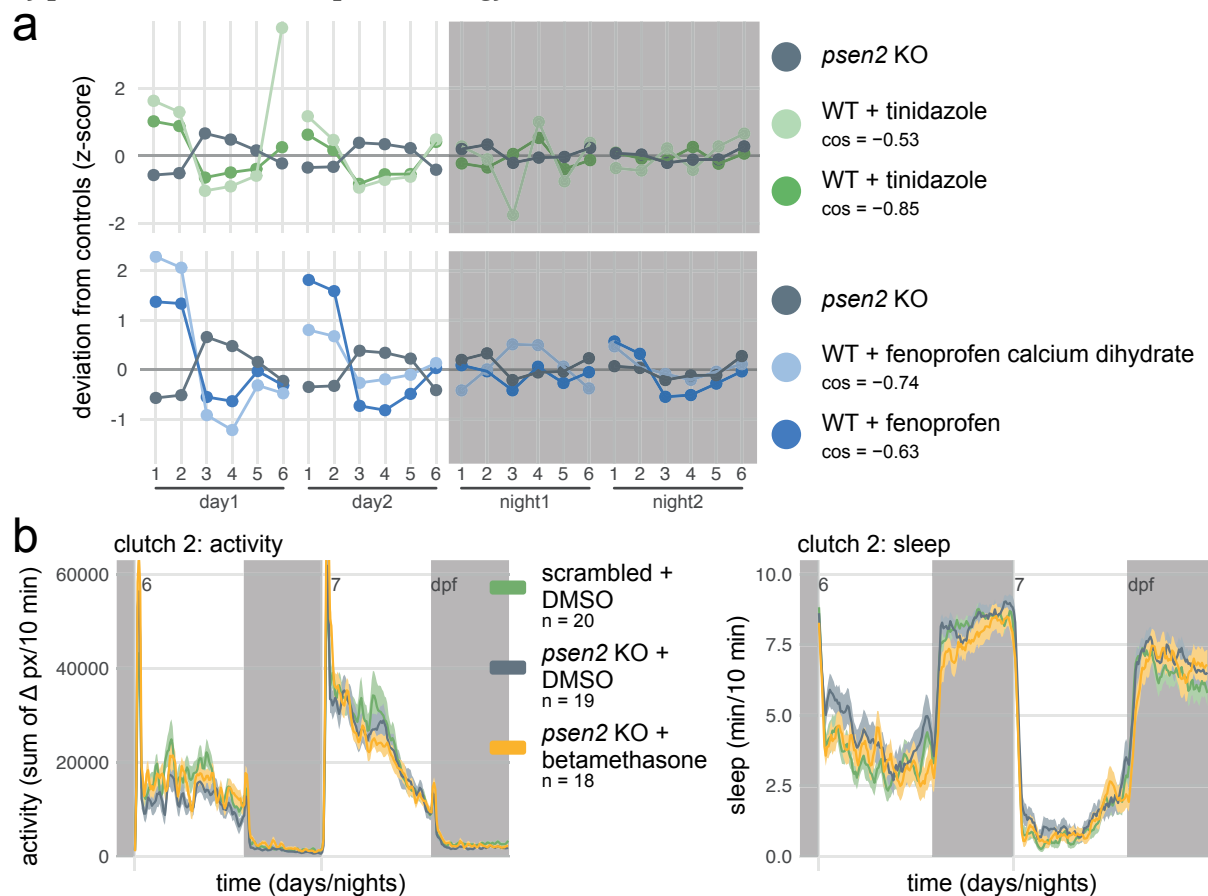 a
deviation from controls (z-score)
2
0
-2
psen2 KO
WT + tinidazole
cos = −0.53
WT + tinidazole
cos = −0.85
2
1
0
-1
psen2 KO
WT + fenoprofen calcium dihydrate
cos = −0.74
WT + fenoprofen
cos = −0.63
1 2 3 4 5 6 1 2 3 4 5 6 1 2 3 4 5 6 1 2 3 4 5 6
day1 day2 night1 night2
b
clutch 2: activity
activity (sum of Δ px/10 min)
60000
40000
20000
0
6 7 dpf
time (days/nights)
scrambled +
DMSO
n = 20
psen2 KO +
DMSO
n = 19
psen2 KO +
betamethasone
n = 18
clutch 2: sleep
sleep (min/10 min)
10.0
7.5
5.0
2.5
0.0
6 7 dpf
time (days/nights)